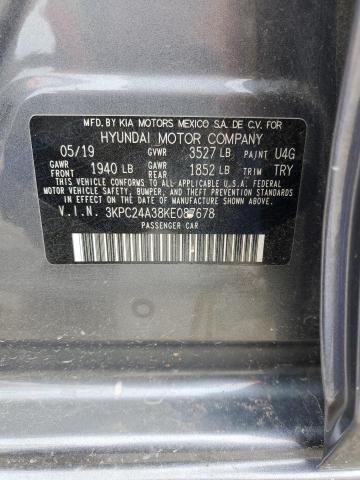 MFD. BY KIA MOTORS MEXICO S.A. DE C.V. FOR
HYUNDAI MOTOR COMPANY
05/19 GVWR 3527 LB PAINT U4G
GAWR FRONT 1940 LB GAWR REAR 1852 LB TRIM TRY
THIS VEHICLE CONFORMS TO ALL APPLICABLE U.S. FEDERAL MOTOR
VEHICLE SAFETY, BUMPER, AND THEFT PREVENTION STANDARDS
IN EFFECT ON THE DATE OF MANUFACTURE SHOWN ABOVE.
V.I.N. 3KPC24A38KE087678
PASSENGER CAR